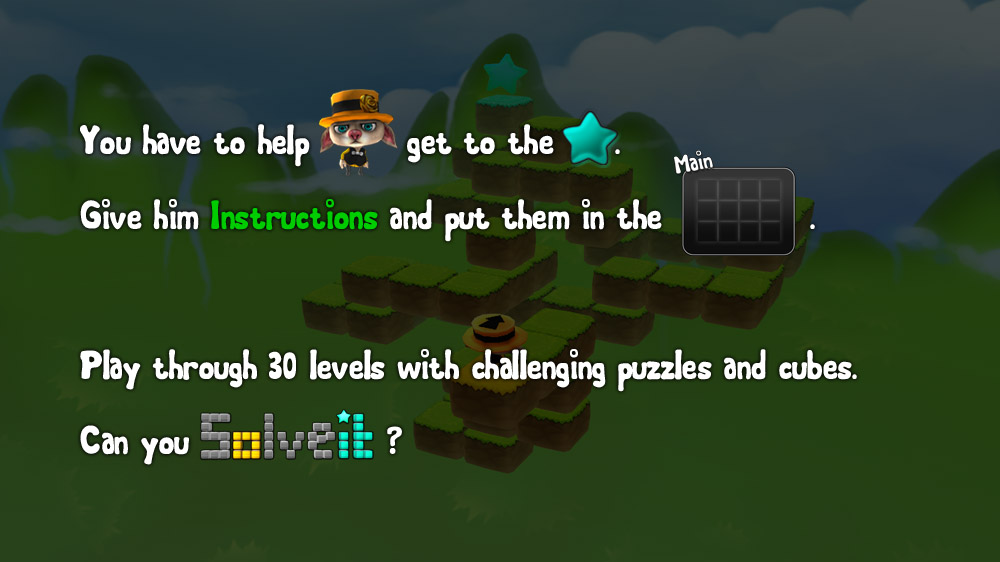 You have to help get to the .
Main
Give him Instructions and put them in the .
Play through 30 levels with challenging puzzles and cubes.
Can you Solveit ?